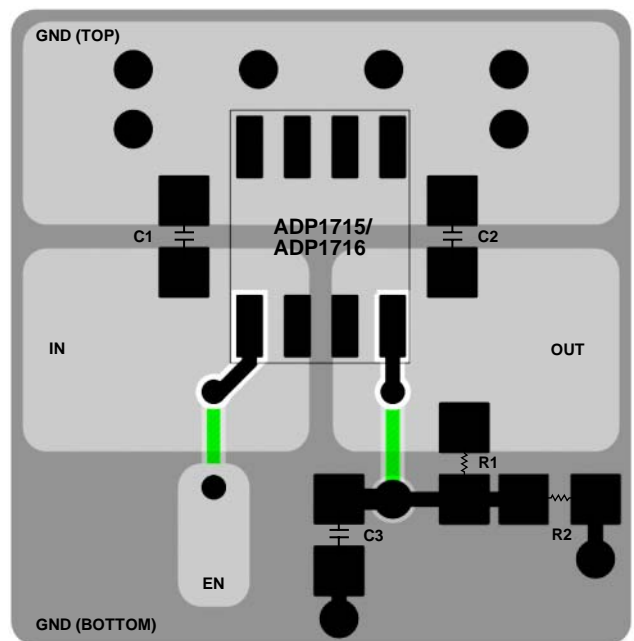 GND (TOP)
C1
ADP1715/
ADP1716
C2
IN
OUT
R1
C3
R2
EN
GND (BOTTOM)